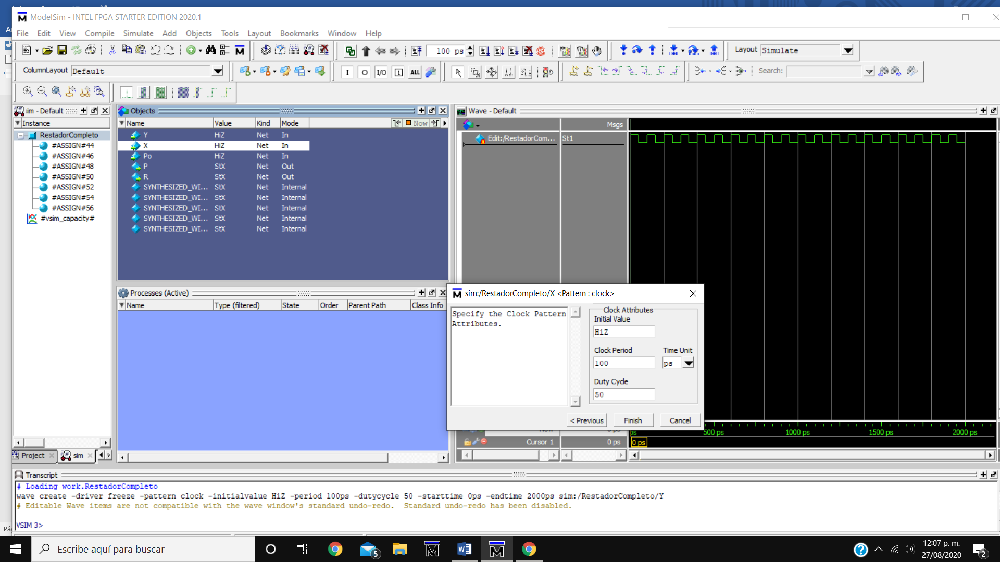 ModelSim - INTEL FPGA STARTER EDITION 2020.1
File Edit View Compile Simulate Add Objects Tools Layout Bookmarks Window Help
100 ps
Layout Simulate
ColumnLayout Default
I O I/O ALL
Search:
im - Default
Instance
RestadorCompleto
#ASSIGN#44
#ASSIGN#46
#ASSIGN#48
#ASSIGN#50
#ASSIGN#52
#ASSIGN#54
#ASSIGN#56
#vsim_capacity#
Project sim
Objects
Name Value Kind Mode Now
Y HiZ Net In
X HiZ Net In
Po HiZ Net In
P StX Net Out
R StX Net Out
SYNTHESIZED_WI... StX Net Internal
SYNTHESIZED_WI... StX Net Internal
SYNTHESIZED_WI... StX Net Internal
SYNTHESIZED_WI... StX Net Internal
SYNTHESIZED_WI... StX Net Internal
Processes (Active)
Name Type (filtered) State Order Parent Path Class Info
Wave - Default
Msgs
Edit:/RestadorCom... St1
sim:/RestadorCompleto/X <Pattern : clock>
Specify the Clock Pattern
Attributes.
Clock Attributes
Initial Value
HiZ
Clock Period Time Unit
100 ps
Duty Cycle
50
< Previous Finish Cancel
ps 500 ps 1000 ps 1500 ps 2000 ps
Cursor 1 0 ps 0 ps
Transcript
# Loading work.RestadorCompleto
wave create -driver freeze -pattern clock -initialvalue HiZ -period 100ps -dutycycle 50 -starttime 0ps -endtime 2000ps sim:/RestadorCompleto/Y
# Editable Wave items are not compatible with the wave window's standard undo-redo.  Standard undo-redo has been disabled.
VSIM 3>
Escribe aquí para buscar
5
12:07 p. m.
27/08/2020
2